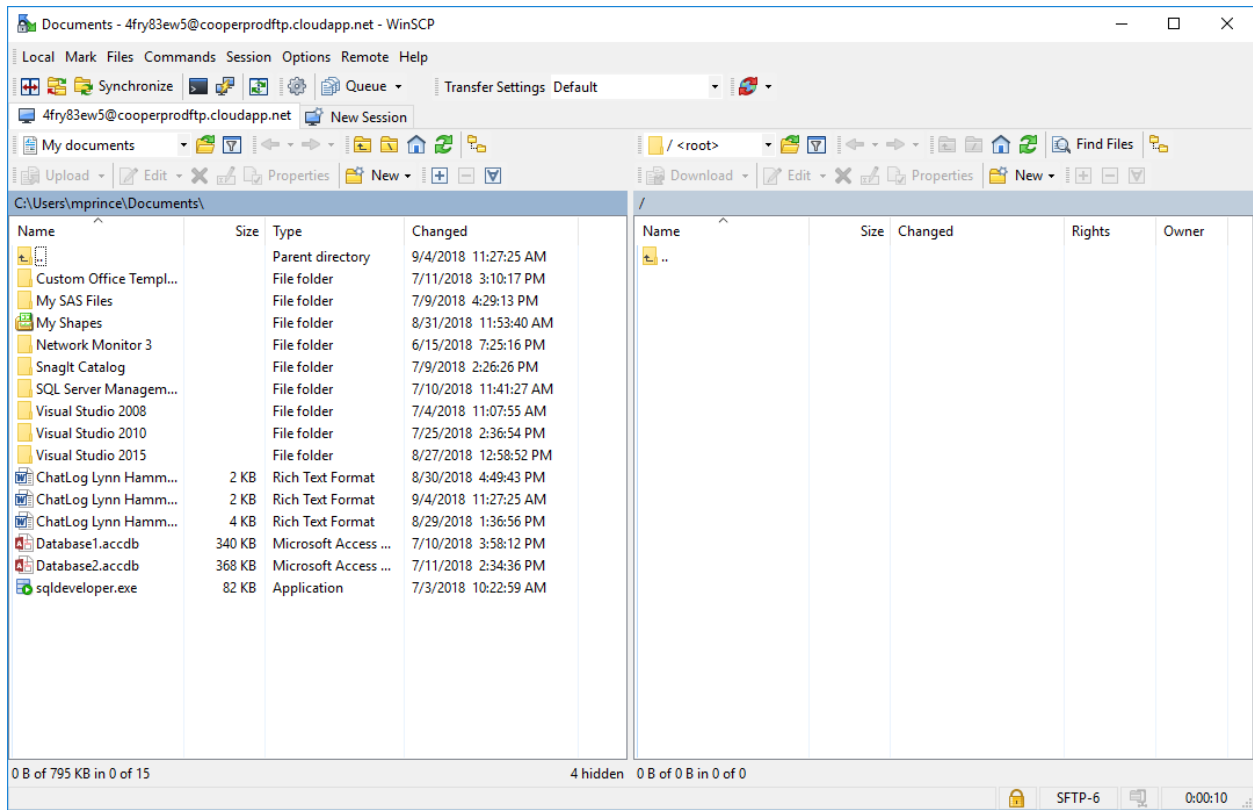 Documents - 4fry83ew5@cooperprodftp.cloudapp.net - WinSCP
Local Mark Files Commands Session Options Remote Help
Synchronize Queue Transfer Settings Default
4fry83ew5@cooperprodftp.cloudapp.net New Session
My documents / <root> Find Files
Upload Edit Properties New Download Edit Properties New
C:\Users\mprince\Documents\ /
Name Size Type Changed Name Size Changed Rights Owner
.. Parent directory 9/4/2018 11:27:25 AM ..
Custom Office Templ... File folder 7/11/2018 3:10:17 PM
My SAS Files File folder 7/9/2018 4:29:13 PM
My Shapes File folder 8/31/2018 11:53:40 AM
Network Monitor 3 File folder 6/15/2018 7:25:16 PM
SnagIt Catalog File folder 7/9/2018 2:26:26 PM
SQL Server Managem... File folder 7/10/2018 11:41:27 AM
Visual Studio 2008 File folder 7/4/2018 11:07:55 AM
Visual Studio 2010 File folder 7/25/2018 2:36:54 PM
Visual Studio 2015 File folder 8/27/2018 12:58:52 PM
ChatLog Lynn Hamm... 2 KB Rich Text Format 8/30/2018 4:49:43 PM
ChatLog Lynn Hamm... 2 KB Rich Text Format 9/4/2018 11:27:25 AM
ChatLog Lynn Hamm... 4 KB Rich Text Format 8/29/2018 1:36:56 PM
Database1.accdb 340 KB Microsoft Access ... 7/10/2018 3:58:12 PM
Database2.accdb 368 KB Microsoft Access ... 7/11/2018 2:34:36 PM
sqldeveloper.exe 82 KB Application 7/3/2018 10:22:59 AM
0 B of 795 KB in 0 of 15 4 hidden 0 B of 0 B in 0 of 0
SFTP-6 0:00:10